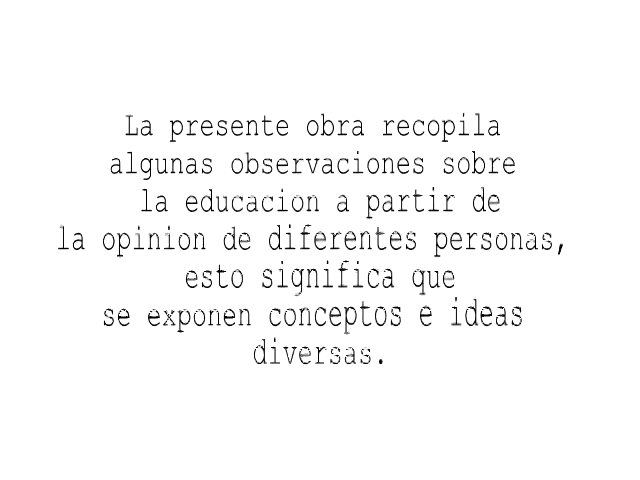 La presente obra recopila
algunas observaciones sobre
la educacion a partir de
la opinion de diferentes personas,
esto significa que
se exponen conceptos e ideas
diversas.